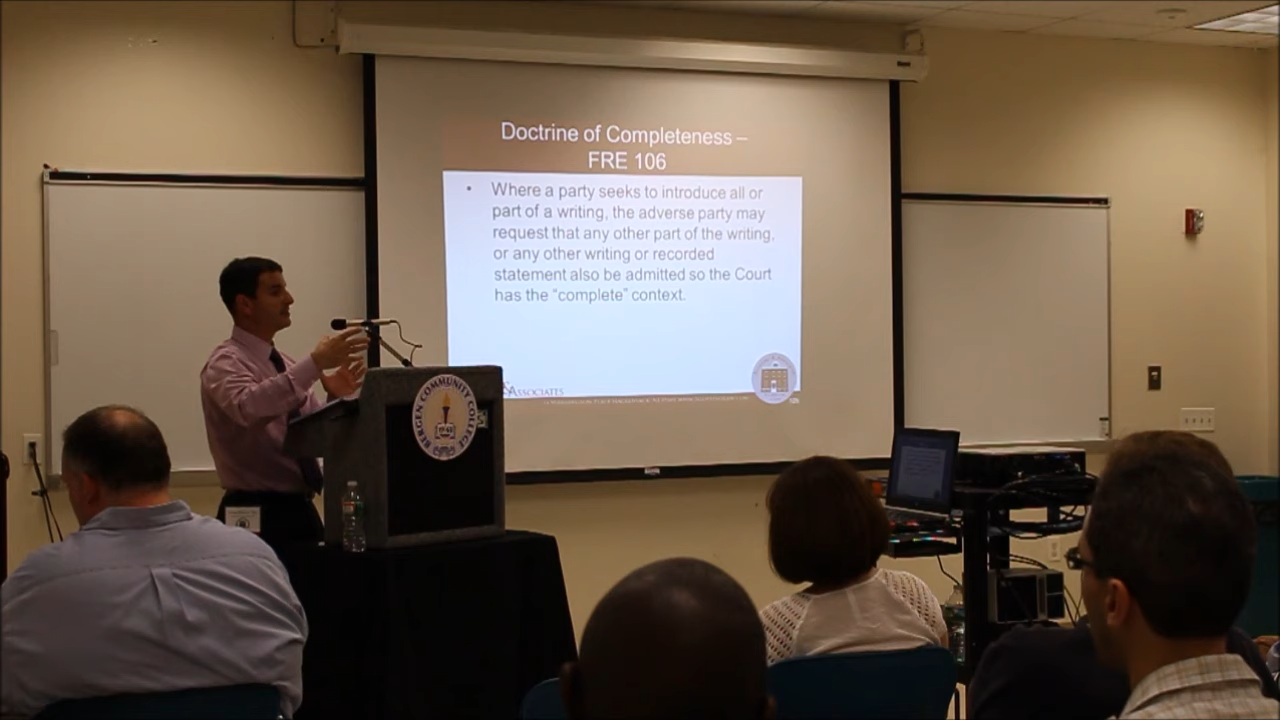 Doctrine of Completeness –
FRE 106
• Where a party seeks to introduce all or
part of a writing, the adverse party may
request that any other part of the writing,
or any other writing or recorded
statement also be admitted so the Court
has the “complete” context.
ASSOCIATES
BERGEN COMMUNITY COLLEGE